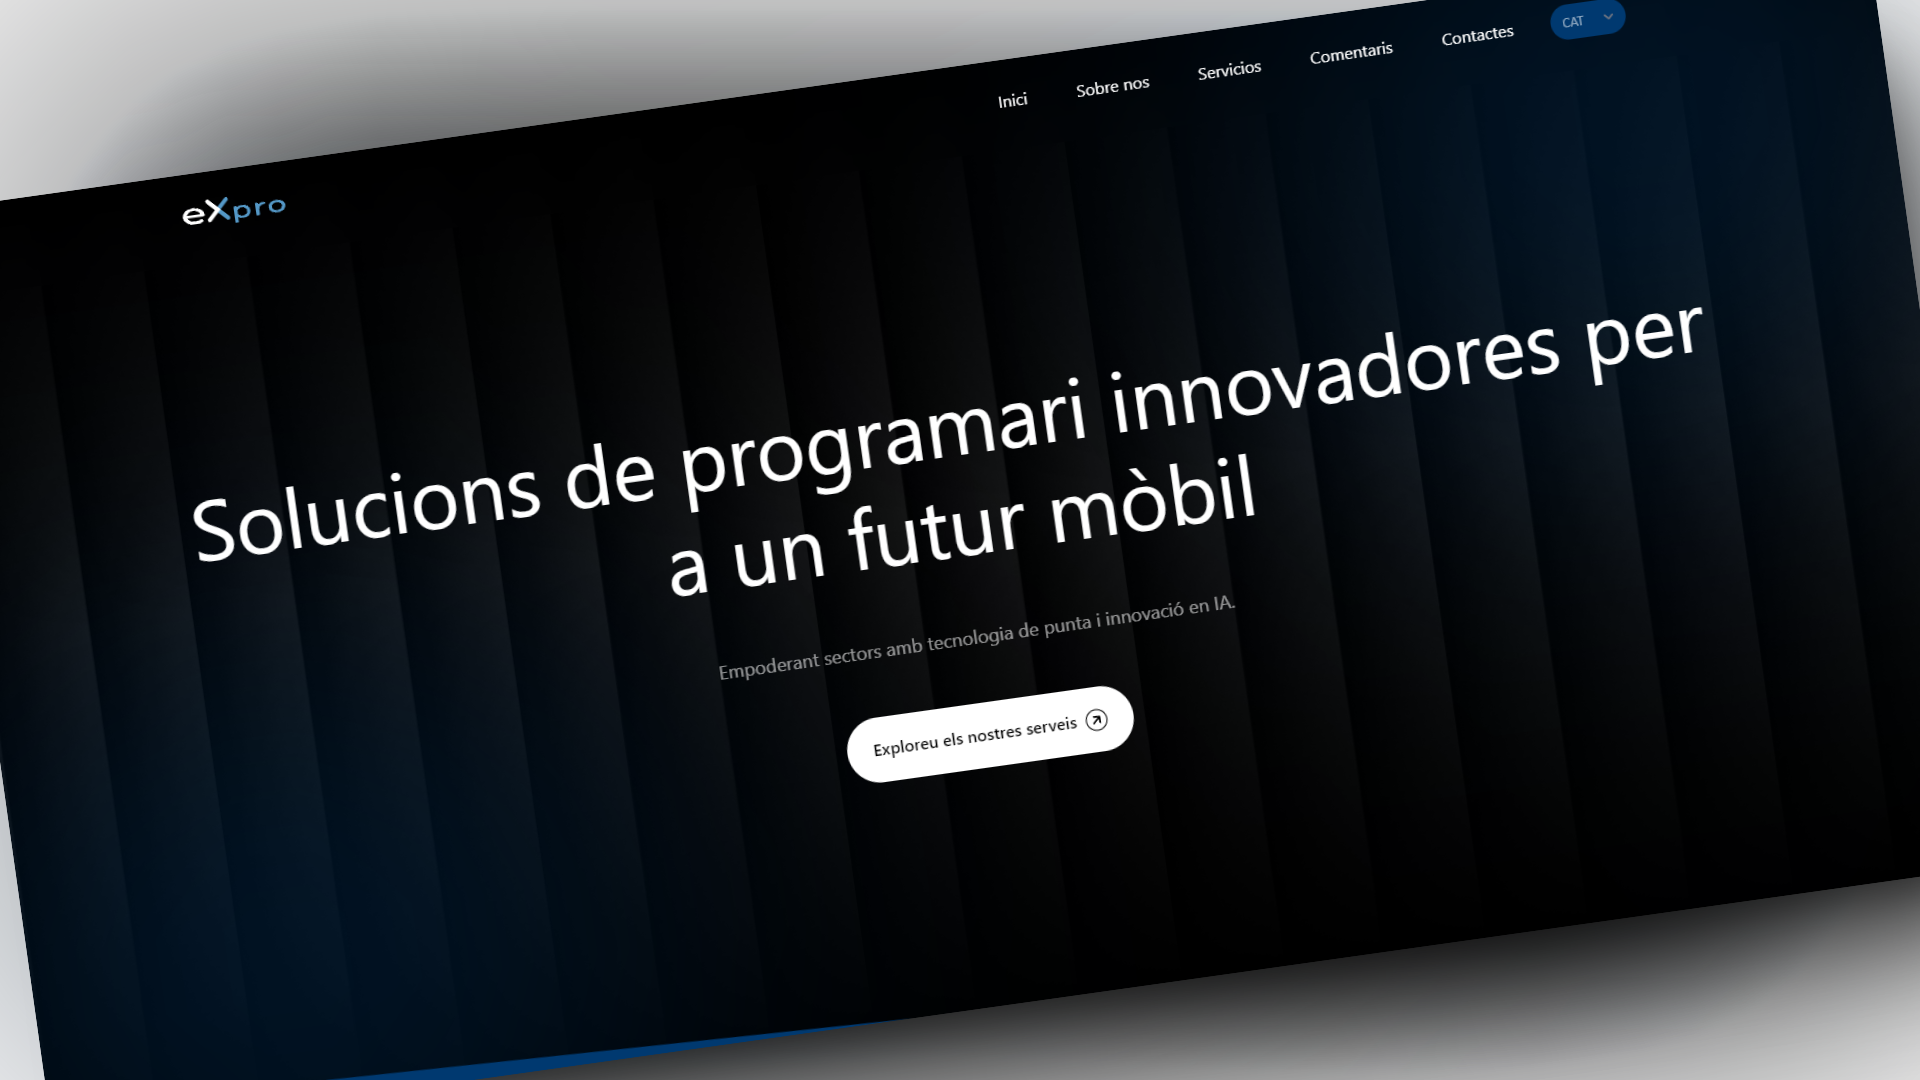 eXpro
Inici
Sobre nos
Servicios
Comentaris
Contactes
CAT
Solucions de programari innovadores per
a un futur mòbil
Empoderant sectors amb tecnologia de punta i innovació en IA.
Exploreu els nostres serveis